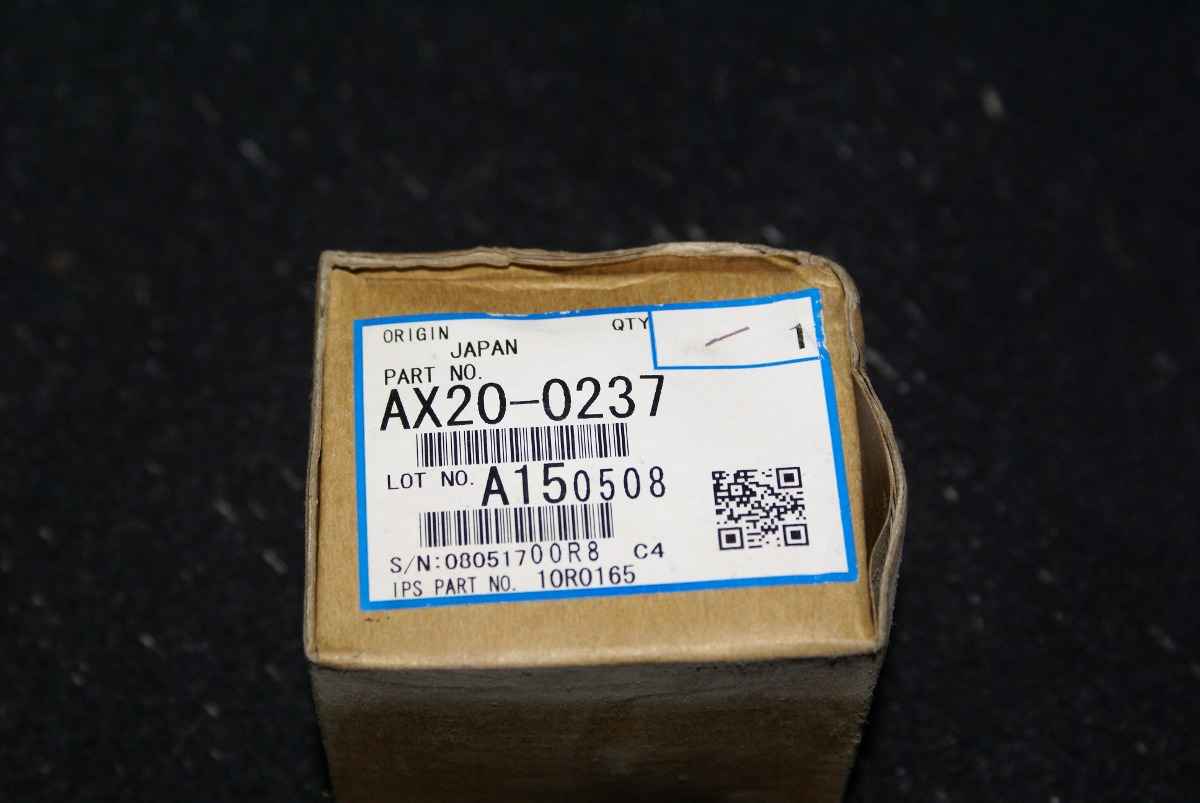 ORIGIN QTY
JAPAN 1
PART NO.
AX20-0237
LOT NO. A150508
S/N:08051700R8 C4
IPS PART NO. 10R0165